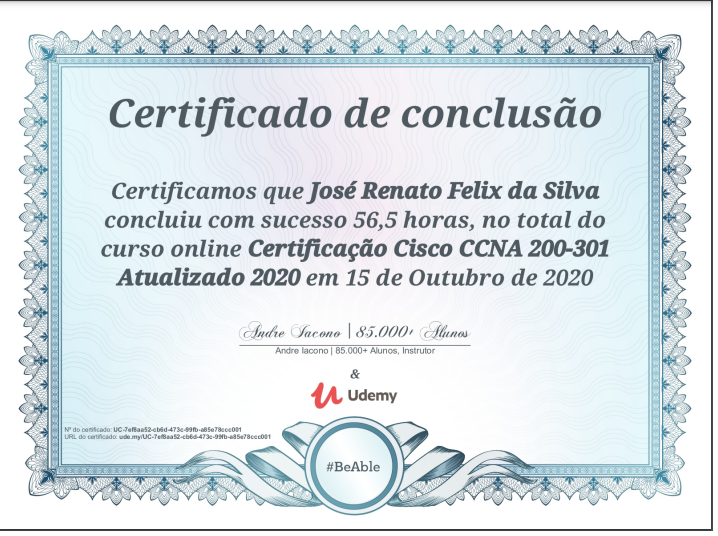 Certificado de conclusão
Certificamos que José Renato Felix da Silva
concluiu com sucesso 56,5 horas, no total do
curso online Certificação Cisco CCNA 200-301
Atualizado 2020 em 15 de Outubro de 2020
Andre Iacono | 85.000+ Alunos
Andre Iacono | 85.000+ Alunos, Instrutor
&
Udemy
Nº do certificado: UC-7ef8aa52-cb6d-473c-99fb-a85e78ccc001
URL do certificado: ude.my/UC-7ef8aa52-cb6d-473c-99fb-a85e78ccc001
#BeAble